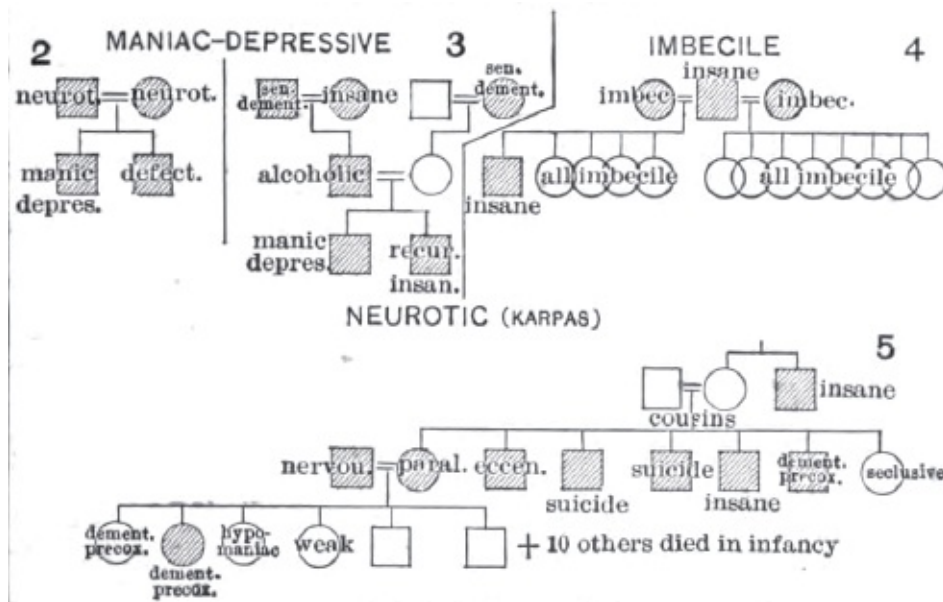 2 MANIAC-DEPRESSIVE 3
neurot. neurot.
manic depres. defect.
sen. dement. insane sen. dement.
alcoholic
manic depres. recur. insan.
IMBECILE 4
insane
imbec. imbec.
insane all imbecile all imbecile
NEUROTIC (KARPAS)
5
insane
cousins
nervou. paral. eccen. suicide suicide insane dement. precox. seclusive
dement. precox. dement. precox. hypo- maniac weak + 10 others died in infancy